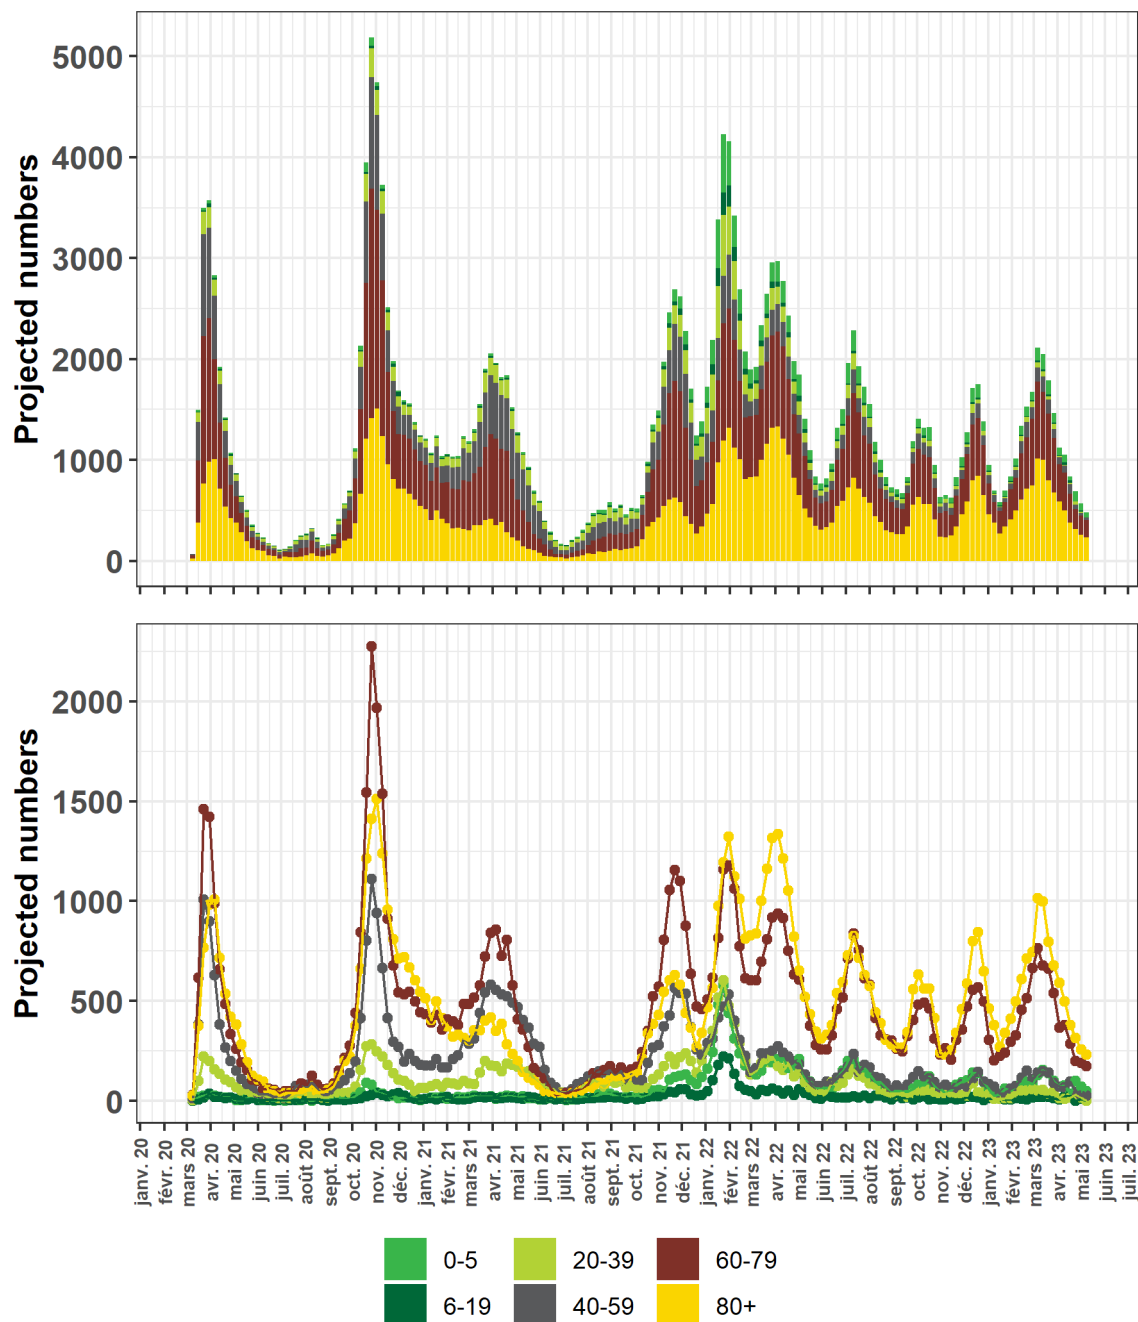 Projected numbers
5000
4000
3000
2000
1000
0
Projected numbers
2000
1500
1000
500
0
janv. 20
févr. 20
mars 20
avr. 20
mai 20
juin 20
juil. 20
août 20
sept. 20
oct. 20
nov. 20
déc. 20
janv. 21
févr. 21
mars 21
avr. 21
mai 21
juin 21
juil. 21
août 21
sept. 21
oct. 21
nov. 21
déc. 21
janv. 22
févr. 22
mars 22
avr. 22
mai 22
juin 22
juil. 22
août 22
sept. 22
oct. 22
nov. 22
déc. 22
janv. 23
févr. 23
mars 23
avr. 23
mai 23
juin 23
juil. 23
0-5 20-39 60-79
6-19 40-59 80+